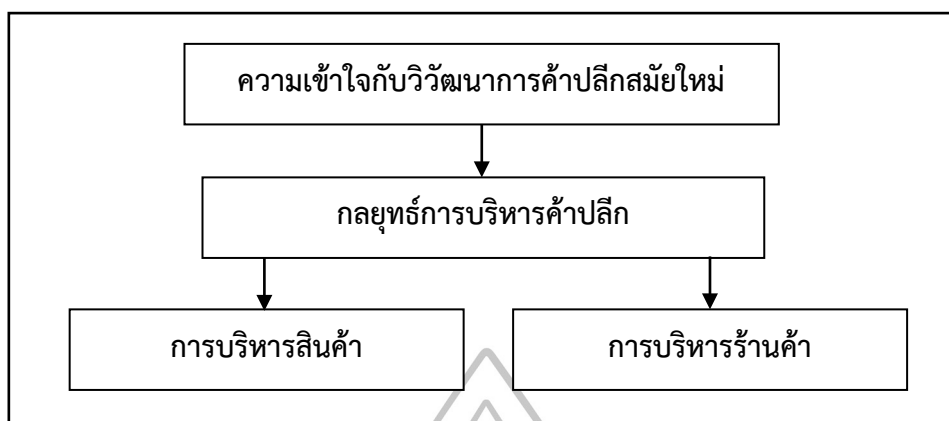 ความเข้าใจกับวิวัฒนาการค้าปลีกสมัยใหม่
กลยุทธ์การบริหารค้าปลีก
การบริหารสินค้า
การบริหารร้านค้า